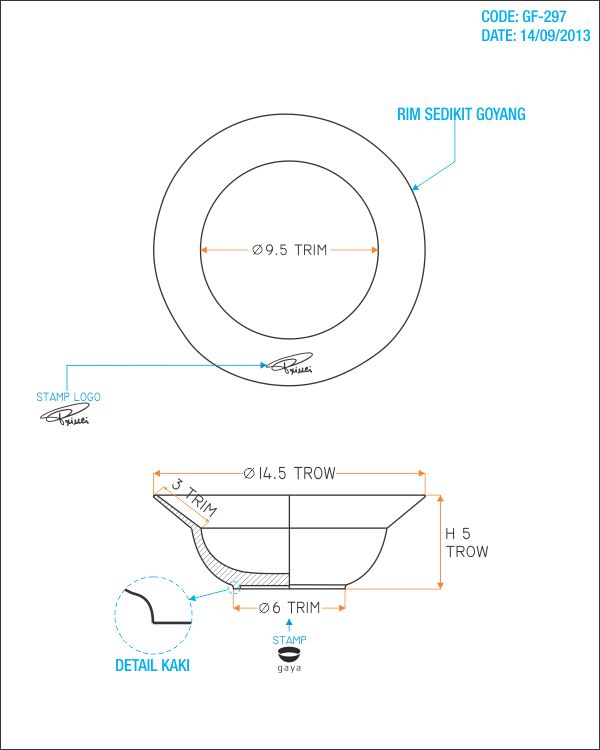 CODE: GF-297
DATE: 14/09/2013
RIM SEDIKIT GOYANG
Ø9.5 TRIM
STAMP LOGO
Ø14.5 TROW
3 TRIM
H 5
TROW
Ø6 TRIM
STAMP
gaya
DETAIL KAKI